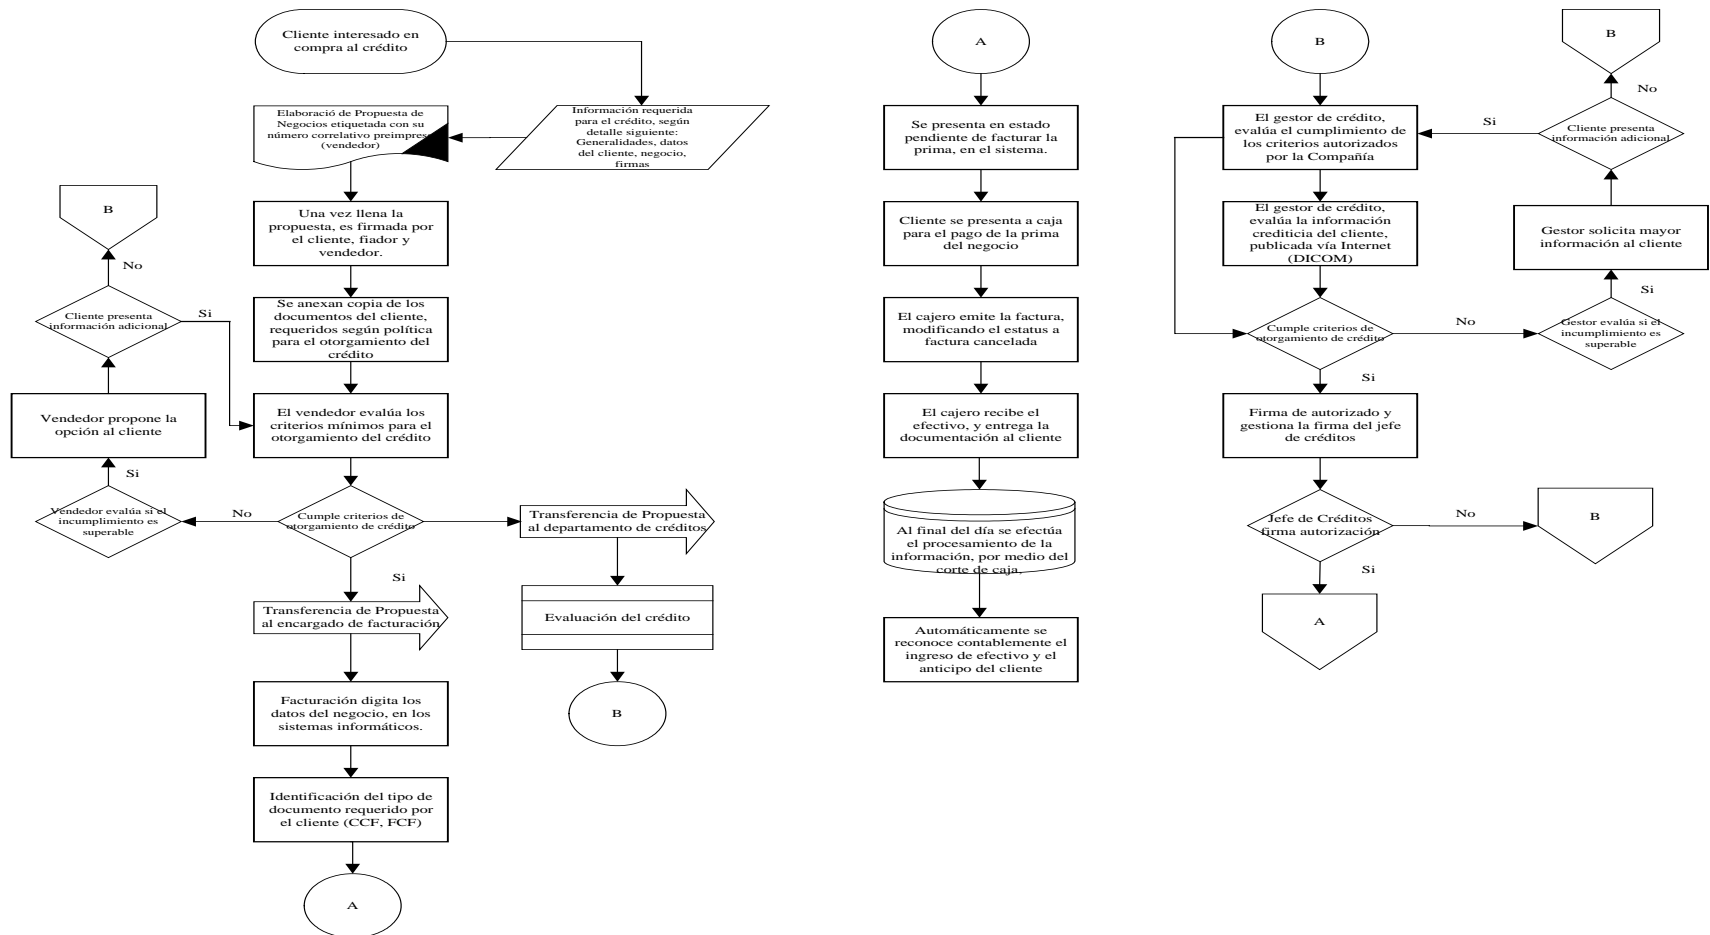 Cliente interesado en
compra al crédito
Información requerida
para el crédito, según
detalle siguiente:
Generalidades, datos
del cliente, negocio,
firmas
Elaboració de Propuesta de
Negocios etiquetada con su
número correlativo preimpres
(vendedor)
Una vez llena la
propuesta, es firmada por
el cliente, fiador y
vendedor.
Se anexan copia de los
documentos del cliente,
requeridos según política
para el otorgamiento del
crédito
El vendedor evalúa los
criterios mínimos para el
otorgamiento del crédito
Cumple criterios de
otorgamiento de crédito
No
Vendedor evalúa si el
incumplimiento es
superable
Si
Vendedor propone la
opción al cliente
Cliente presenta
información adicional
Si
No
B
Transferencia de Propuesta
al departamento de créditos
Evaluación del crédito
B
Si
Transferencia de Propuesta
al encargado de facturación
Facturación digita los
datos del negocio, en los
sistemas informáticos.
Identificación del tipo de
documento requerido por
el cliente (CCF, FCF)
A
A
Se presenta en estado
pendiente de facturar la
prima, en el sistema.
Cliente se presenta a caja
para el pago de la prima
del negocio
El cajero emite la factura,
modificando el estatus a
factura cancelada
El cajero recibe el
efectivo, y entrega la
documentación al cliente
Al final del día se efectúa
el procesamiento de la
información, por medio del
corte de caja.
Automáticamente se
reconoce contablemente el
ingreso de efectivo y el
anticipo del cliente
B
El gestor de crédito,
evalúa el cumplimiento de
los criterios autorizados
por la Compañía
El gestor de crédito,
evalúa la información
crediticia del cliente,
publicada vía Internet
(DICOM)
Cumple criterios de
otorgamiento de crédito
No
Gestor evalúa si el
incumplimiento es
superable
Si
Gestor solicita mayor
información al cliente
Cliente presenta
información adicional
Si
No
B
Si
Firma de autorizado y
gestiona la firma del jefe
de créditos
Jefe de Créditos
firma autorización
No
B
Si
A